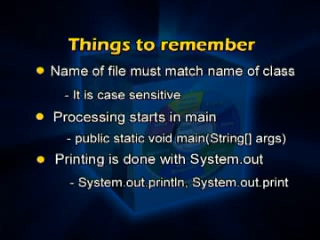 Things to remember
Name of file must match name of class
- It is case sensitive
Processing starts in main
- public static void main(String[] args)
Printing is done with System.out
- System.out.println, System.out.print